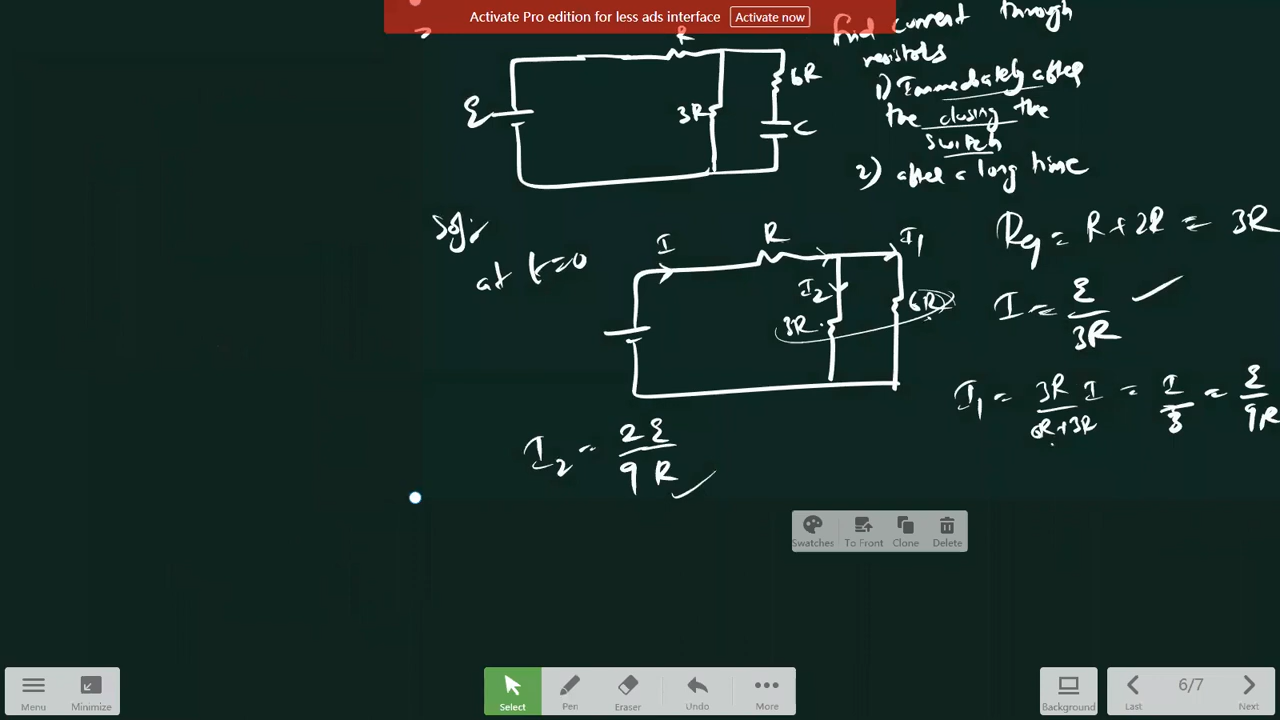 Activate Pro edition for less ads interface Activate now
find current through
resistors
1) Immediately after
the closing the
switch
2) after a long time
R
6R
3R
C
ε
Sol:
at t=0
I
R
I1
I2
3R
6R
Rq = R + 2R = 3R
I = ε/3R
I1 = 3R/(6R+3R) I = I/3 = ε/9R
I2 = 2ε/9R
Swatches To Front Clone Delete
Menu Minimize Select Pen Eraser Undo More Background Last 6/7 Next